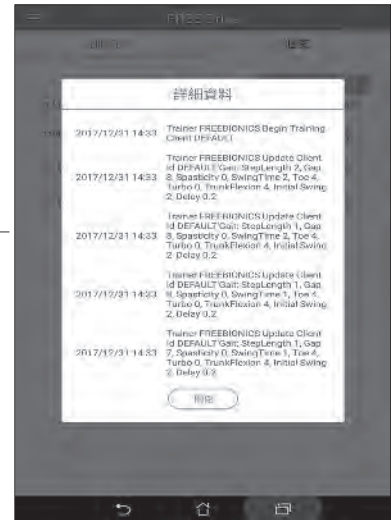 詳細資料
2017/12/31 14:33
Trainer FREEBIONICS Begin Training
Client DEFAULT
2017/12/31 14:33
Trainer FREEBIONICS Update Client
Id DEFAULT Gait: StepLength 2, Gap
8, Spasticity 0, SwingTime 2, Toe 4,
Turbo 0, TrunkFlexion 4, Initial Swing
2, Delay 0.2
2017/12/31 14:33
Trainer FREEBIONICS Update Client
Id DEFAULT Gait: StepLength 1, Gap
8, Spasticity 0, SwingTime 2, Toe 4,
Turbo 0, TrunkFlexion 4, Initial Swing
2, Delay 0.2
2017/12/31 14:33
Trainer FREEBIONICS Update Client
Id DEFAULT Gait: StepLength 1, Gap
8, Spasticity 0, SwingTime 1, Toe 4,
Turbo 0, TrunkFlexion 4, Initial Swing
2, Delay 0.2
2017/12/31 14:33
Trainer FREEBIONICS Update Client
Id DEFAULT Gait: StepLength 1, Gap
7, Spasticity 0, SwingTime 1, Toe 4,
Turbo 0, TrunkFlexion 4, Initial Swing
2, Delay 0.2